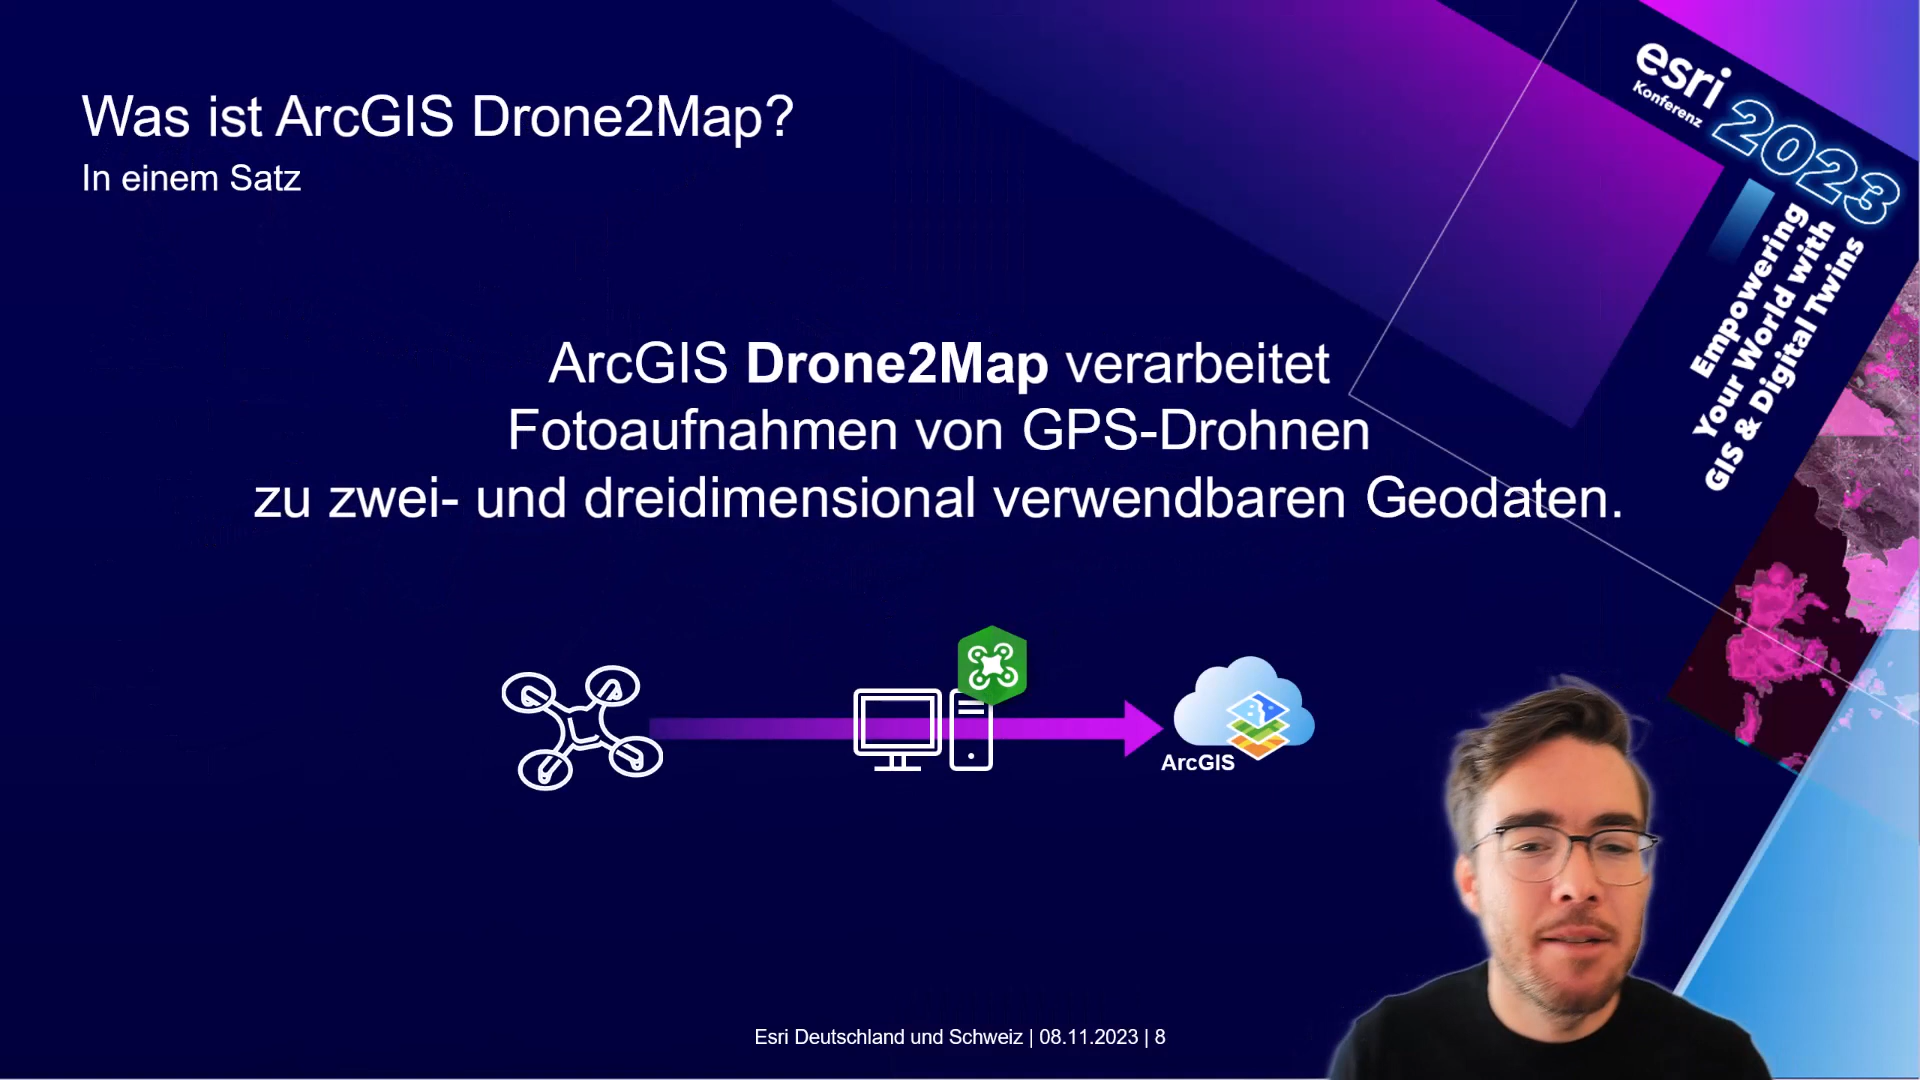 Was ist ArcGIS Drone2Map?
In einem Satz
esri
Konferenz
2023
Empowering
Your World with
GIS & Digital Twins
ArcGIS Drone2Map verarbeitet
Fotoaufnahmen von GPS-Drohnen
zu zwei- und dreidimensional verwendbaren Geodaten.
ArcGIS
Esri Deutschland und Schweiz | 08.11.2023 | 8